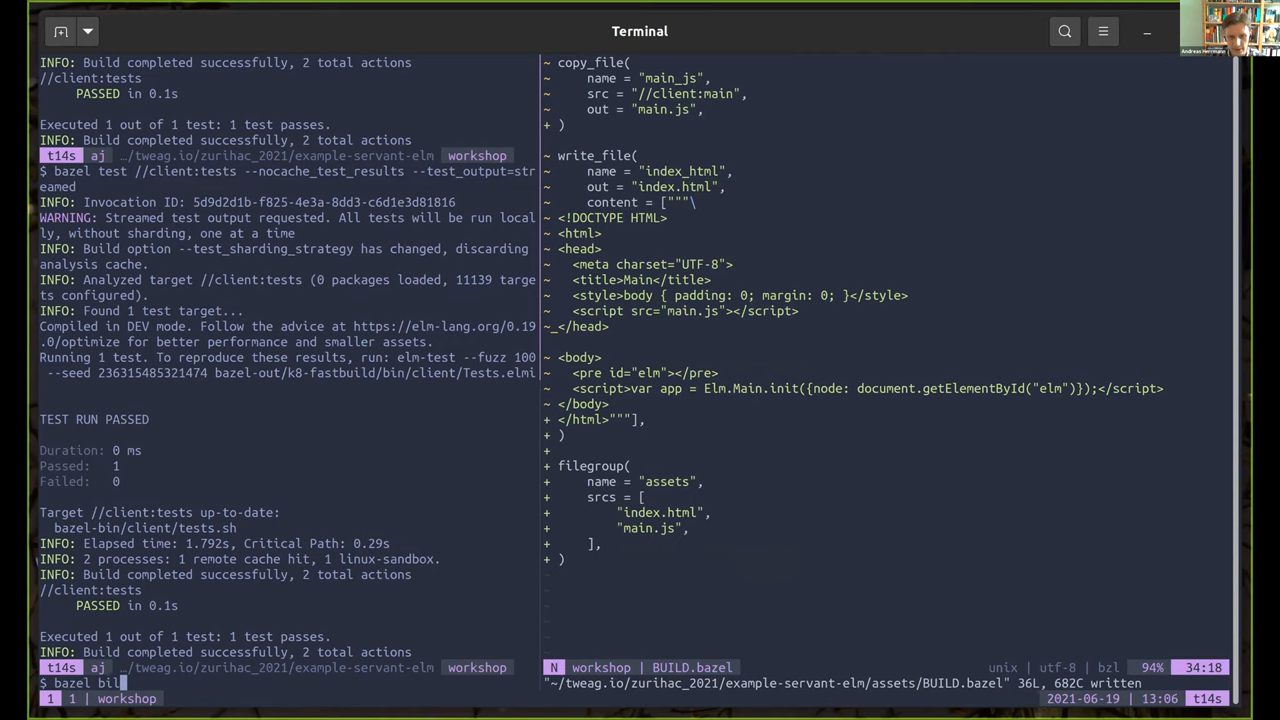 Terminal
Andreas Herrmann
INFO: Build completed successfully, 2 total actions
//client:tests
PASSED in 0.1s
Executed 1 out of 1 test: 1 test passes.
INFO: Build completed successfully, 2 total actions
t14s aj …/tweag.io/zurihac_2021/example-servant-elm workshop
$ bazel test //client:tests --nocache_test_results --test_output=str
eamed
INFO: Invocation ID: 5d9d2d1b-f825-4e3a-8dd3-c6d1e3d81816
WARNING: Streamed test output requested. All tests will be run local
ly, without sharding, one at a time
INFO: Build option --test_sharding_strategy has changed, discarding
analysis cache.
INFO: Analyzed target //client:tests (0 packages loaded, 11139 targe
ts configured).
INFO: Found 1 test target...
Compiled in DEV mode. Follow the advice at https://elm-lang.org/0.19
.0/optimize for better performance and smaller assets.
Running 1 test. To reproduce these results, run: elm-test --fuzz 100
--seed 236315485321474 bazel-out/k8-fastbuild/bin/client/Tests.elmi
TEST RUN PASSED
Duration: 0 ms
Passed: 1
Failed: 0
Target //client:tests up-to-date:
bazel-bin/client/tests.sh
INFO: Elapsed time: 1.792s, Critical Path: 0.29s
INFO: 2 processes: 1 remote cache hit, 1 linux-sandbox.
INFO: Build completed successfully, 2 total actions
//client:tests
PASSED in 0.1s
Executed 1 out of 1 test: 1 test passes.
INFO: Build completed successfully, 2 total actions
t14s aj …/tweag.io/zurihac_2021/example-servant-elm workshop
$ bazel bil
~ copy_file(
~ name = "main_js",
~ src = "//client:main",
~ out = "main.js",
+ )
~ write_file(
~ name = "index_html",
~ out = "index.html",
~ content = ["""\
~ <!DOCTYPE HTML>
~ <html>
~ <head>
~ <meta charset="UTF-8">
~ <title>Main</title>
~ <style>body { padding: 0; margin: 0; }</style>
~ <script src="main.js"></script>
~_</head>
~ <body>
~ <pre id="elm"></pre>
~ <script>var app = Elm.Main.init({node: document.getElementById("elm")});</script>
~ </body>
+ </html>"""],
+ )
+
+ filegroup(
+ name = "assets",
+ srcs = [
+ "index.html",
+ "main.js",
+ ],
+ )
~
~
~
~
~
~
N workshop | BUILD.bazel unix | utf-8 | bzl 94% 34:18
"~/tweag.io/zurihac_2021/example-servant-elm/assets/BUILD.bazel" 36L, 682C written
1 1 | workshop 2021-06-19 | 13:06 t14s